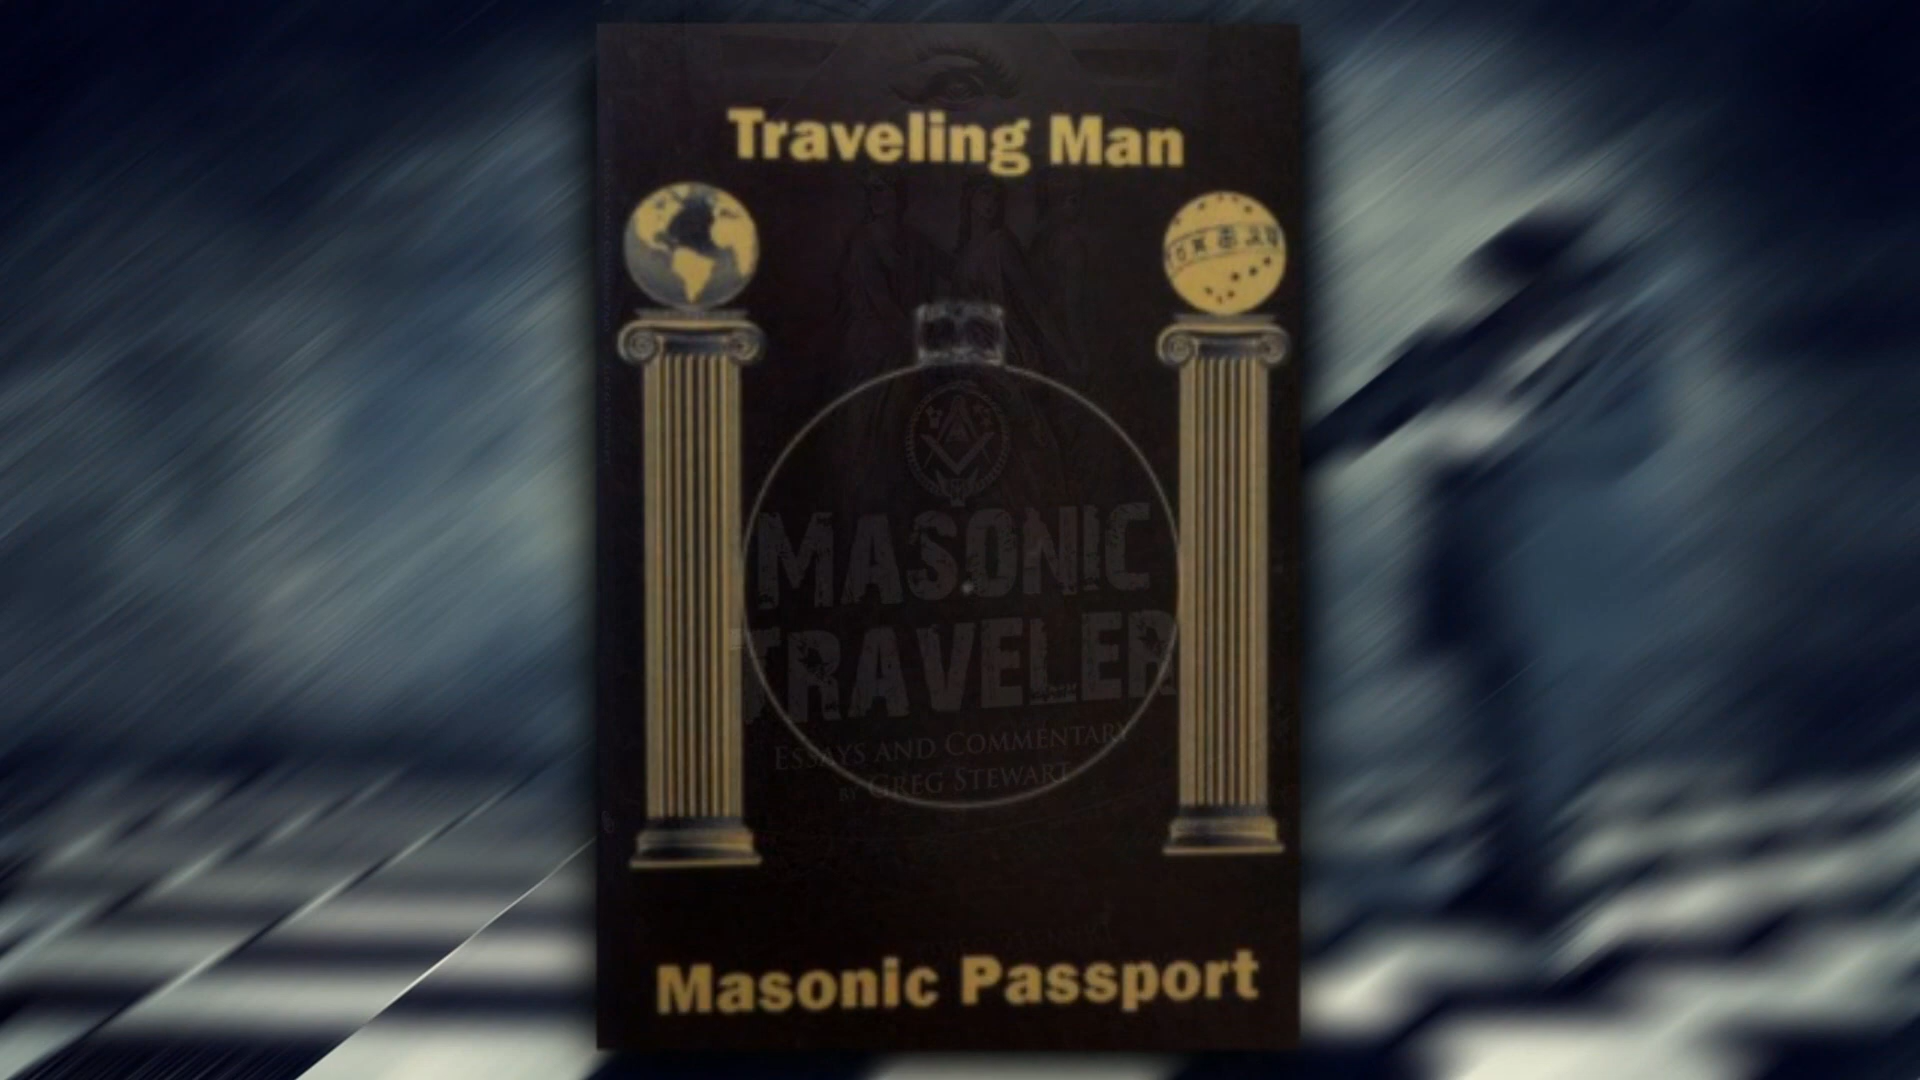 Traveling Man
MASONIC
TRAVELER
ESSAYS AND COMMENTARY
BY GREG STEWART
Masonic Passport